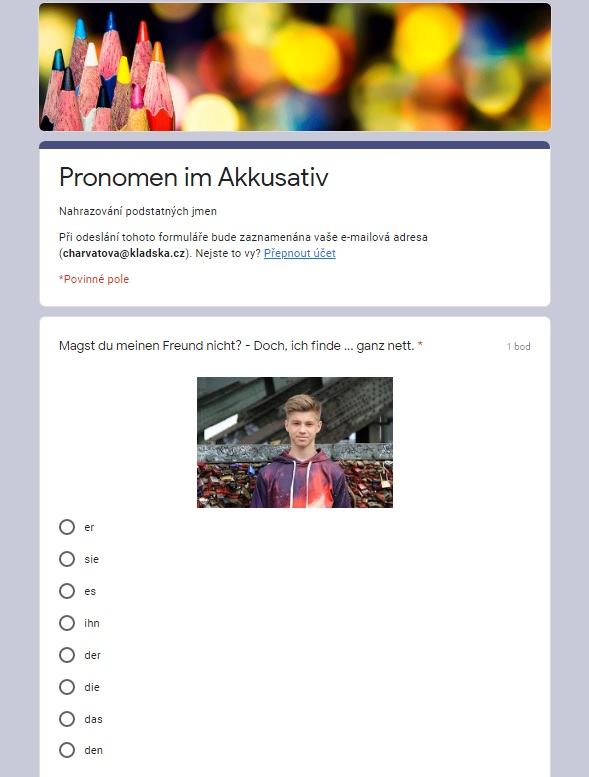 Pronomen im Akkusativ
Nahrazování podstatných jmen
Při odeslání tohoto formuláře bude zaznamenána vaše e-mailová adresa
(charvatova@kladska.cz). Nejste to vy? Přepnout účet
*Povinné pole
Magst du meinen Freund nicht? - Doch, ich finde ... ganz nett. * 1 bod
er
sie
es
ihn
der
die
das
den